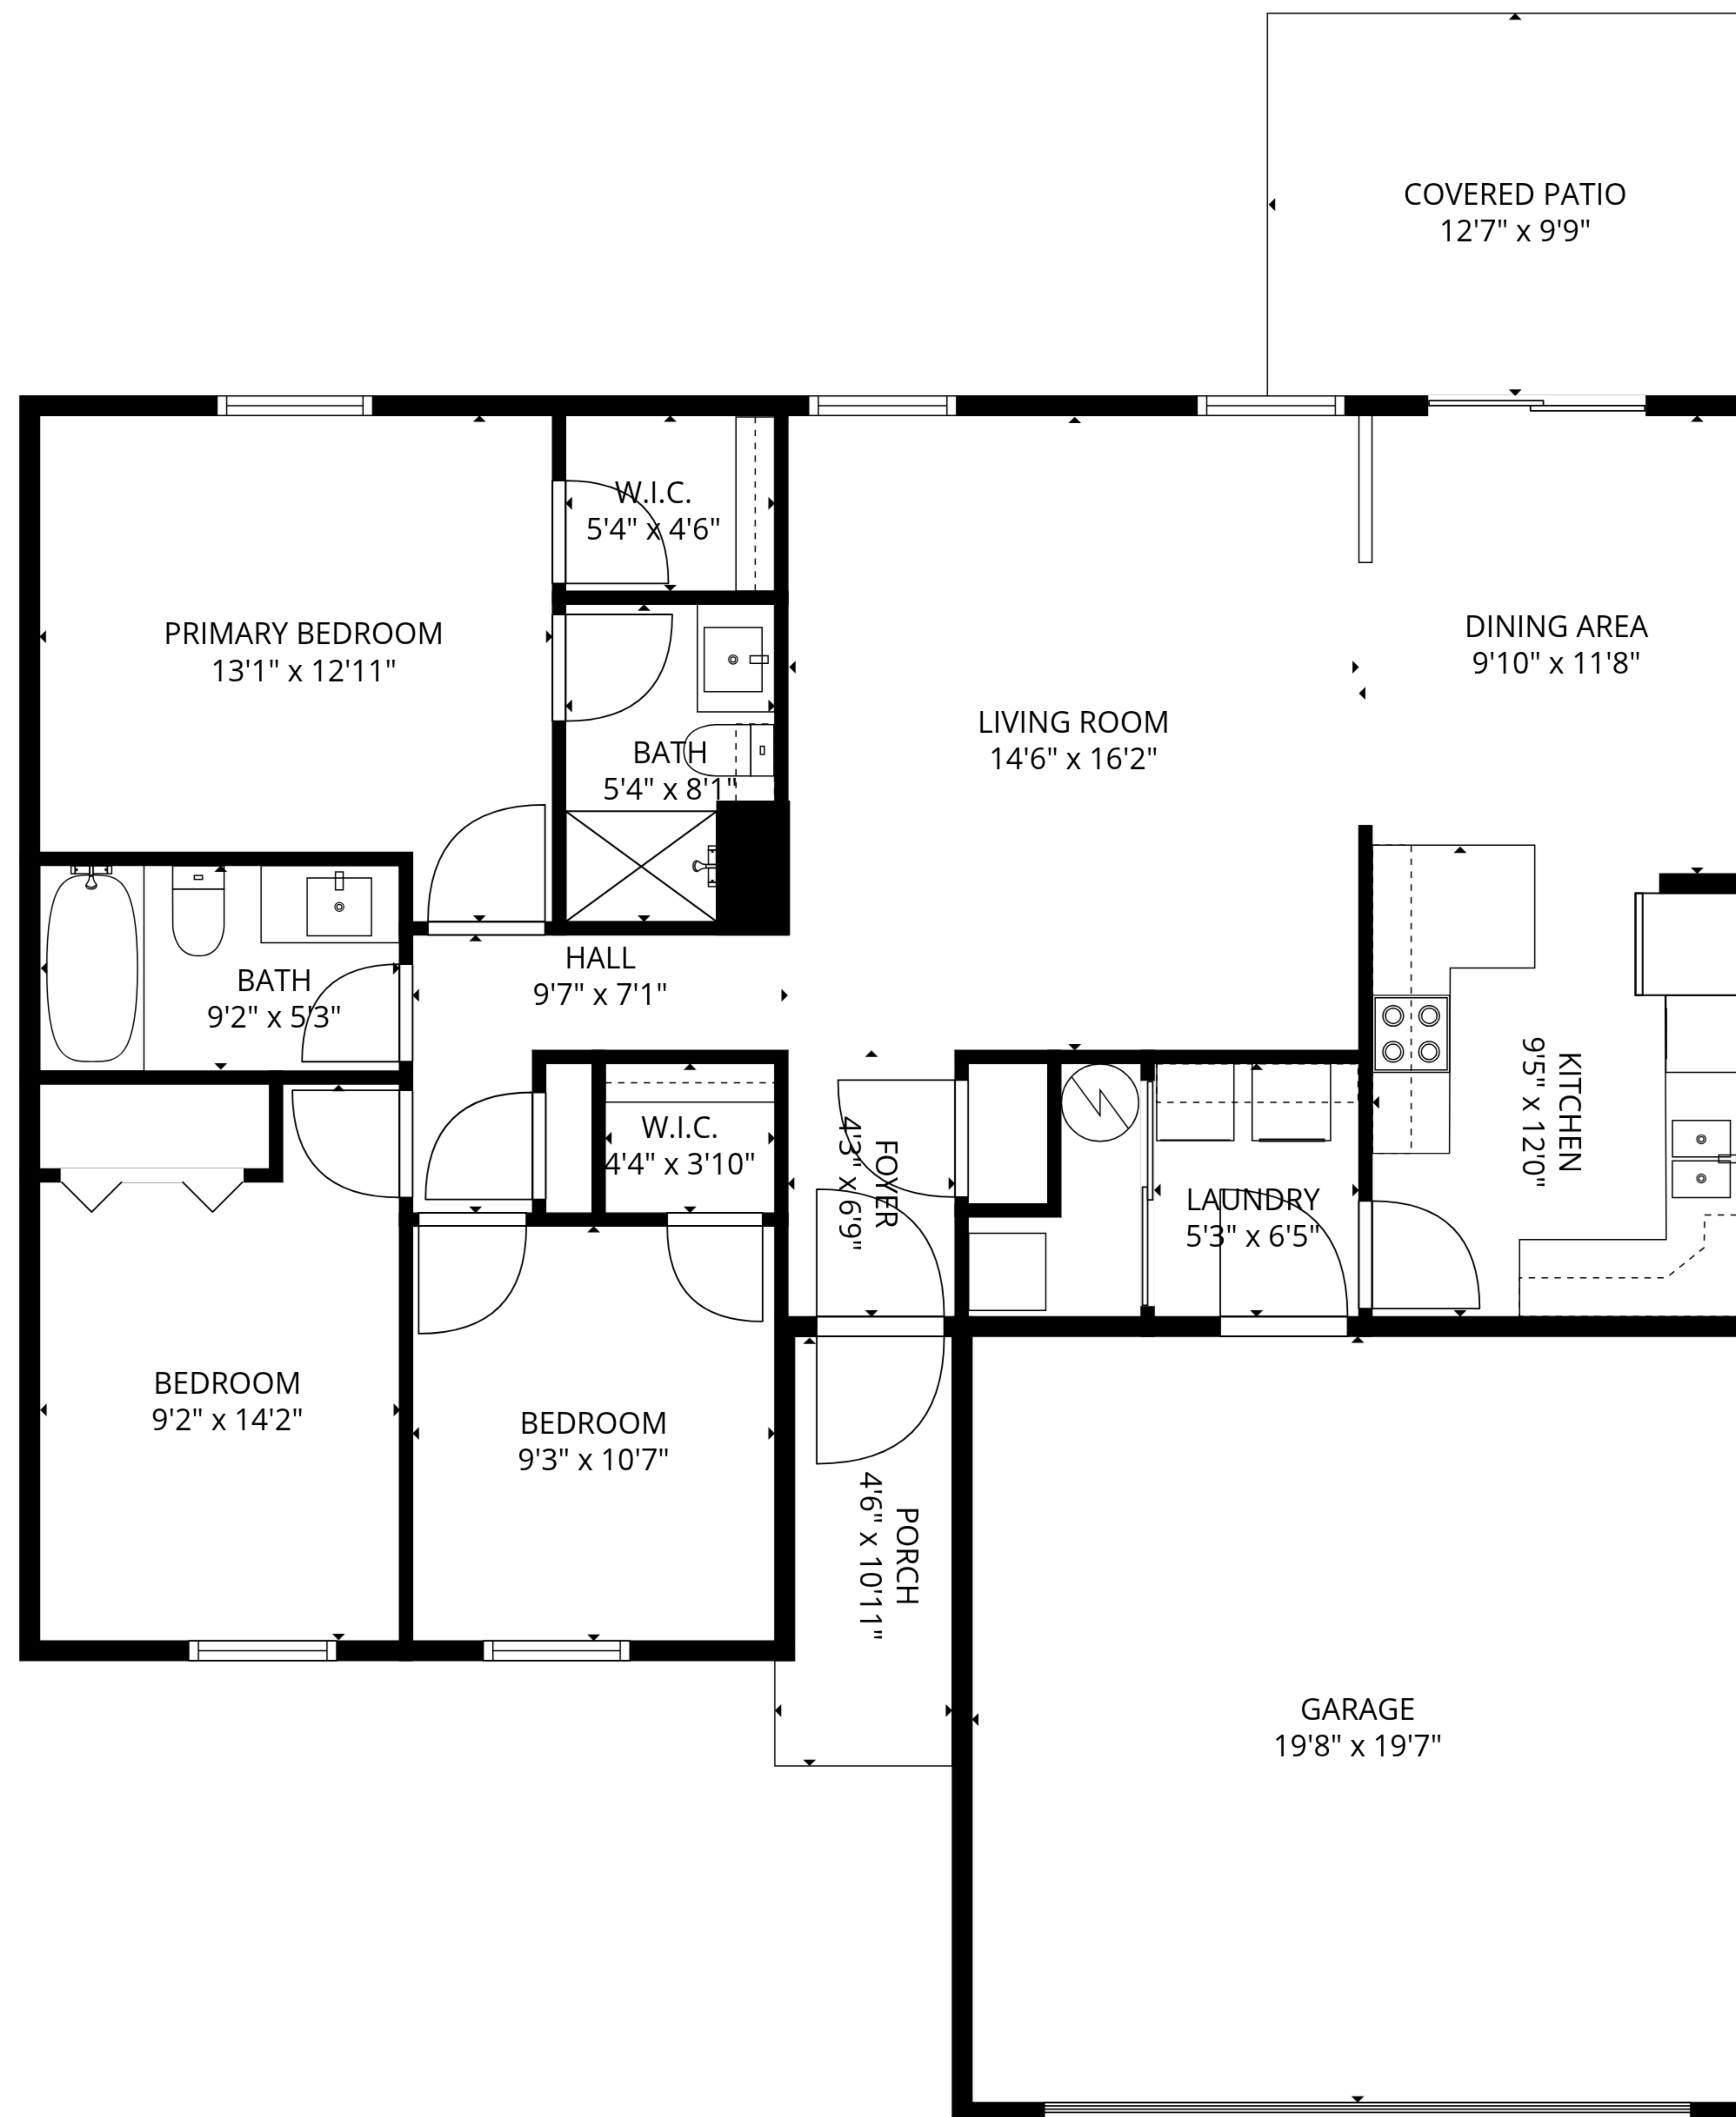 COVERED PATIO
12'7" x 9'9"
W.I.C.
5'4" x 4'6"
PRIMARY BEDROOM
13'1" x 12'11"
DINING AREA
9'10" x 11'8"
LIVING ROOM
14'6" x 16'2"
BATH
5'4" x 8'1"
HALL
9'7" x 7'1"
BATH
9'2" x 5'3"
KITCHEN
9'5" x 12'0"
W.I.C.
4'4" x 3'10"
FOYER
4'3" x 6'9"
LAUNDRY
5'3" x 6'5"
BEDROOM
9'2" x 14'2"
BEDROOM
9'3" x 10'7"
PORCH
4'6" x 10'11"
GARAGE
19'8" x 19'7"